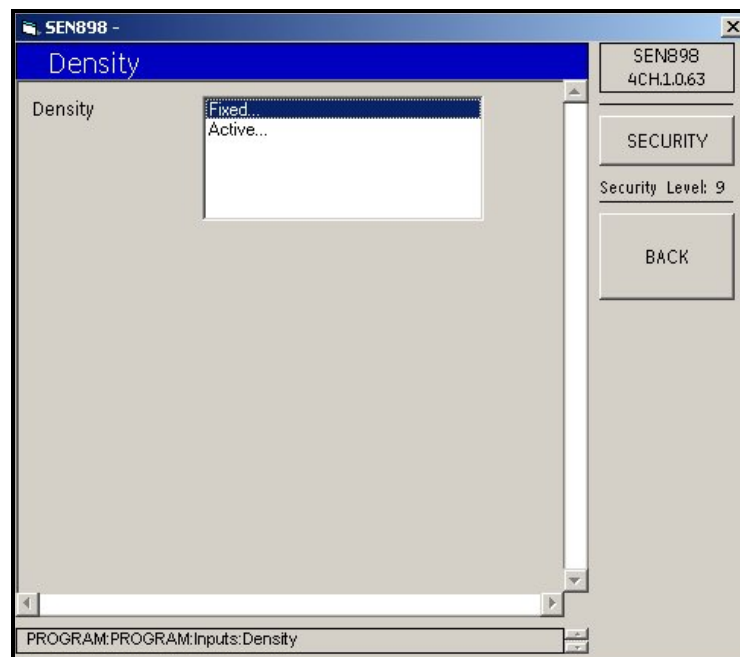 SEN898 -
Density
SEN898
4CH.1.0.63
Density
Fixed...
Active...
SECURITY
Security Level: 9
BACK
PROGRAM:PROGRAM:Inputs:Density